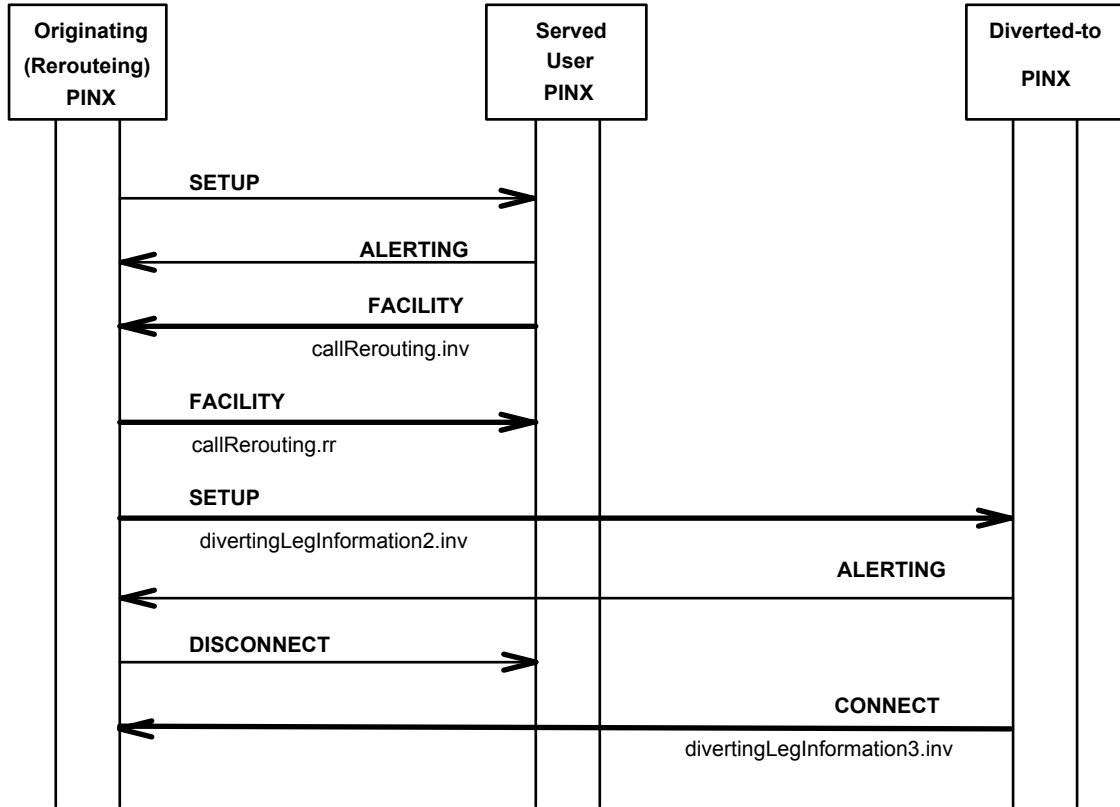 Originating
(Rerouteing)
PINX
Served
User
PINX
Diverted-to
PINX
SETUP
ALERTING
FACILITY
callRerouting.inv
FACILITY
callRerouting.rr
SETUP
divertingLegInformation2.inv
ALERTING
DISCONNECT
CONNECT
divertingLegInformation3.inv